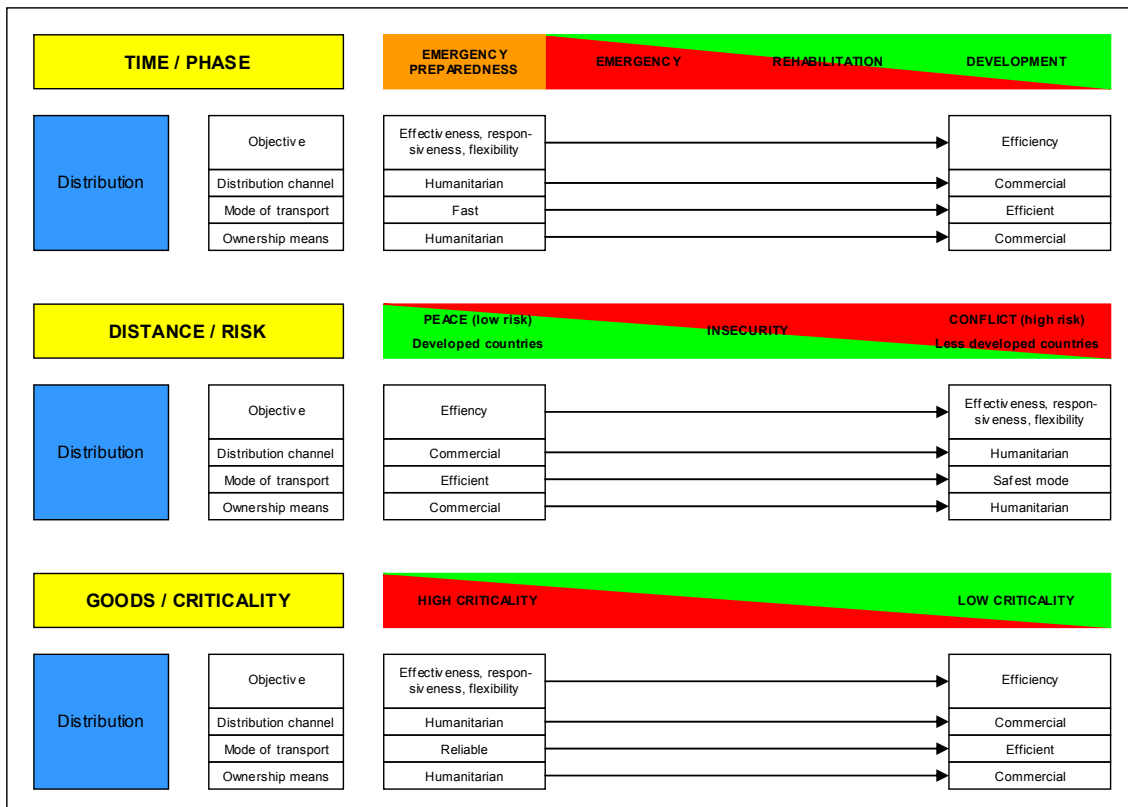 TIME / PHASE
EMERGENCY
PREPAREDNESS
EMERGENCY
REHABILITATION
DEVELOPMENT
Distribution
Objective
Effectiveness, respon-
siveness, flexibility
Efficiency
Distribution channel
Humanitarian
Commercial
Mode of transport
Fast
Efficient
Ownership means
Humanitarian
Commercial
DISTANCE / RISK
PEACE (low risk)
Developed countries
INSECURITY
CONFLICT (high risk)
Less developed countries
Distribution
Objective
Effiency
Effectiveness, respon-
siveness, flexibility
Distribution channel
Commercial
Humanitarian
Mode of transport
Efficient
Safest mode
Ownership means
Commercial
Humanitarian
GOODS / CRITICALITY
HIGH CRITICALITY
LOW CRITICALITY
Distribution
Objective
Effectiveness, respon-
siveness, flexibility
Efficiency
Distribution channel
Humanitarian
Commercial
Mode of transport
Reliable
Efficient
Ownership means
Humanitarian
Commercial